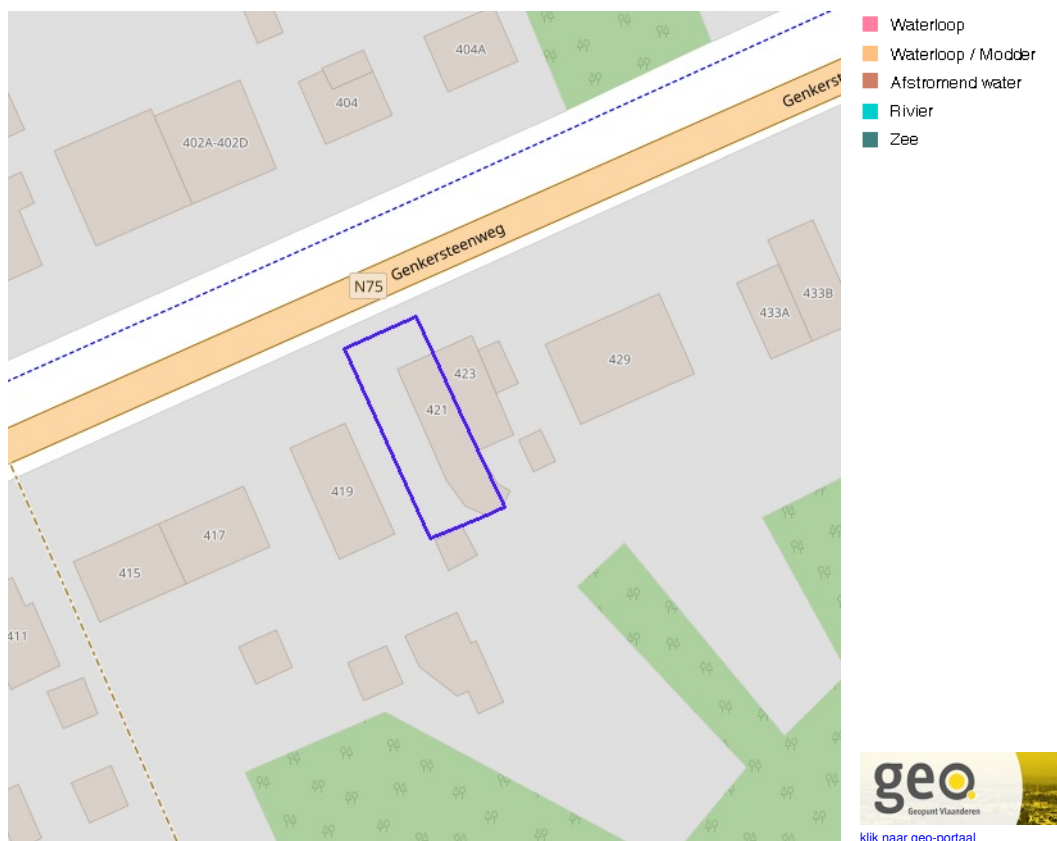 404A
404
402A-402D
Genkerst
Genkersteenweg
N75
433B
433A
429
423
421
419
417
415
411
Waterloop
Waterloop / Modder
Afstromend water
Rivier
Zee
geo
Geopunt Vlaanderen
klik naar geo-portaal